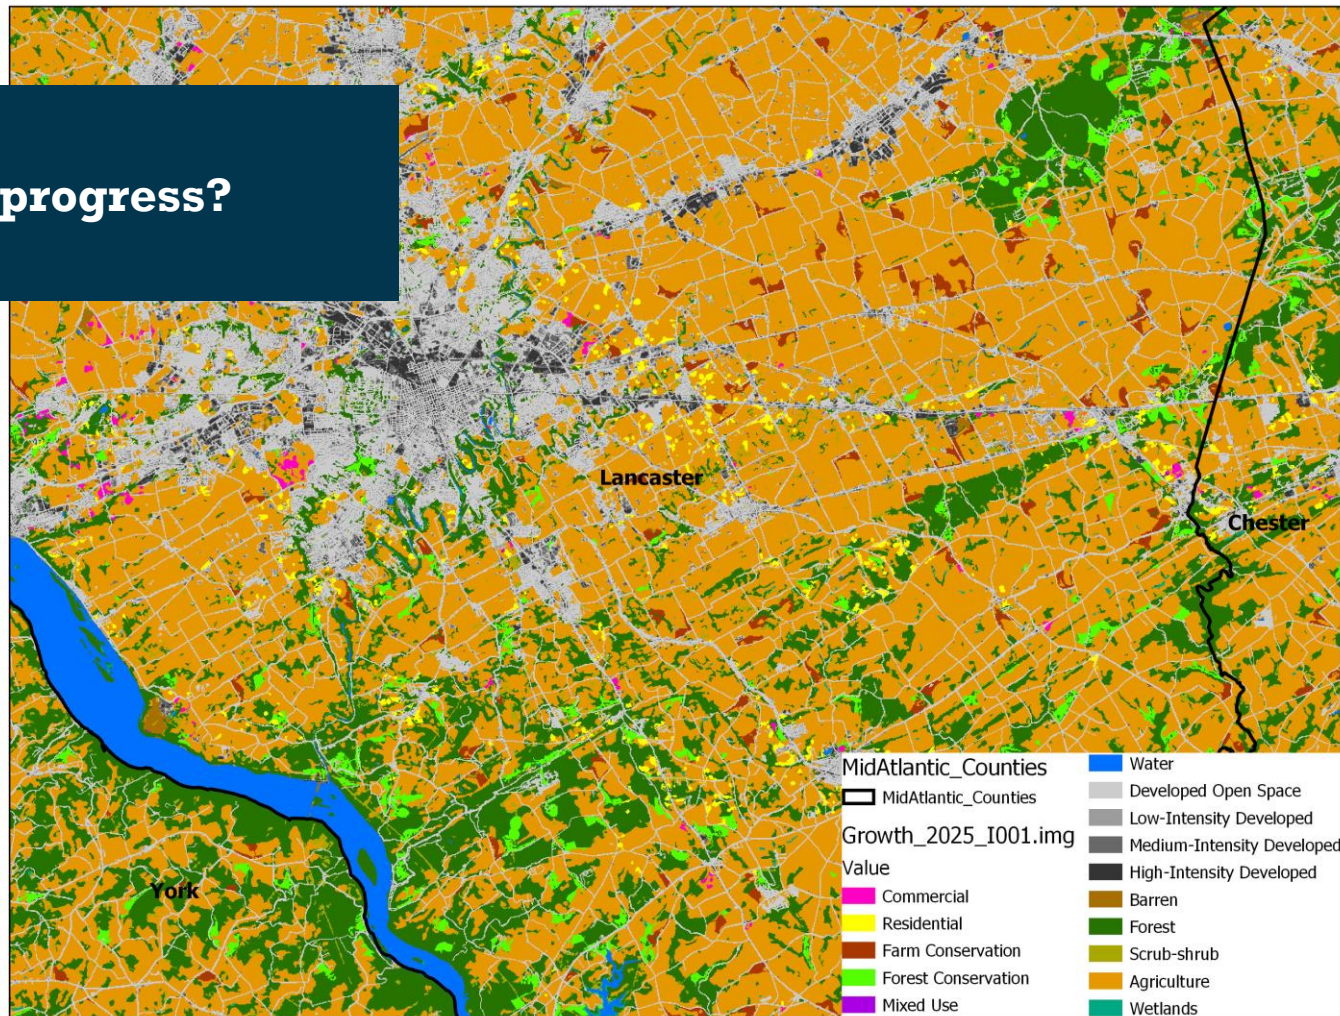 progress?
Lancaster
Chester
York
MidAtlantic_Counties
MidAtlantic_Counties
Growth_2025_I001.img
Value
Commercial
Residential
Farm Conservation
Forest Conservation
Mixed Use
Water
Developed Open Space
Low-Intensity Developed
Medium-Intensity Developed
High-Intensity Developed
Barren
Forest
Scrub-shrub
Agriculture
Wetlands